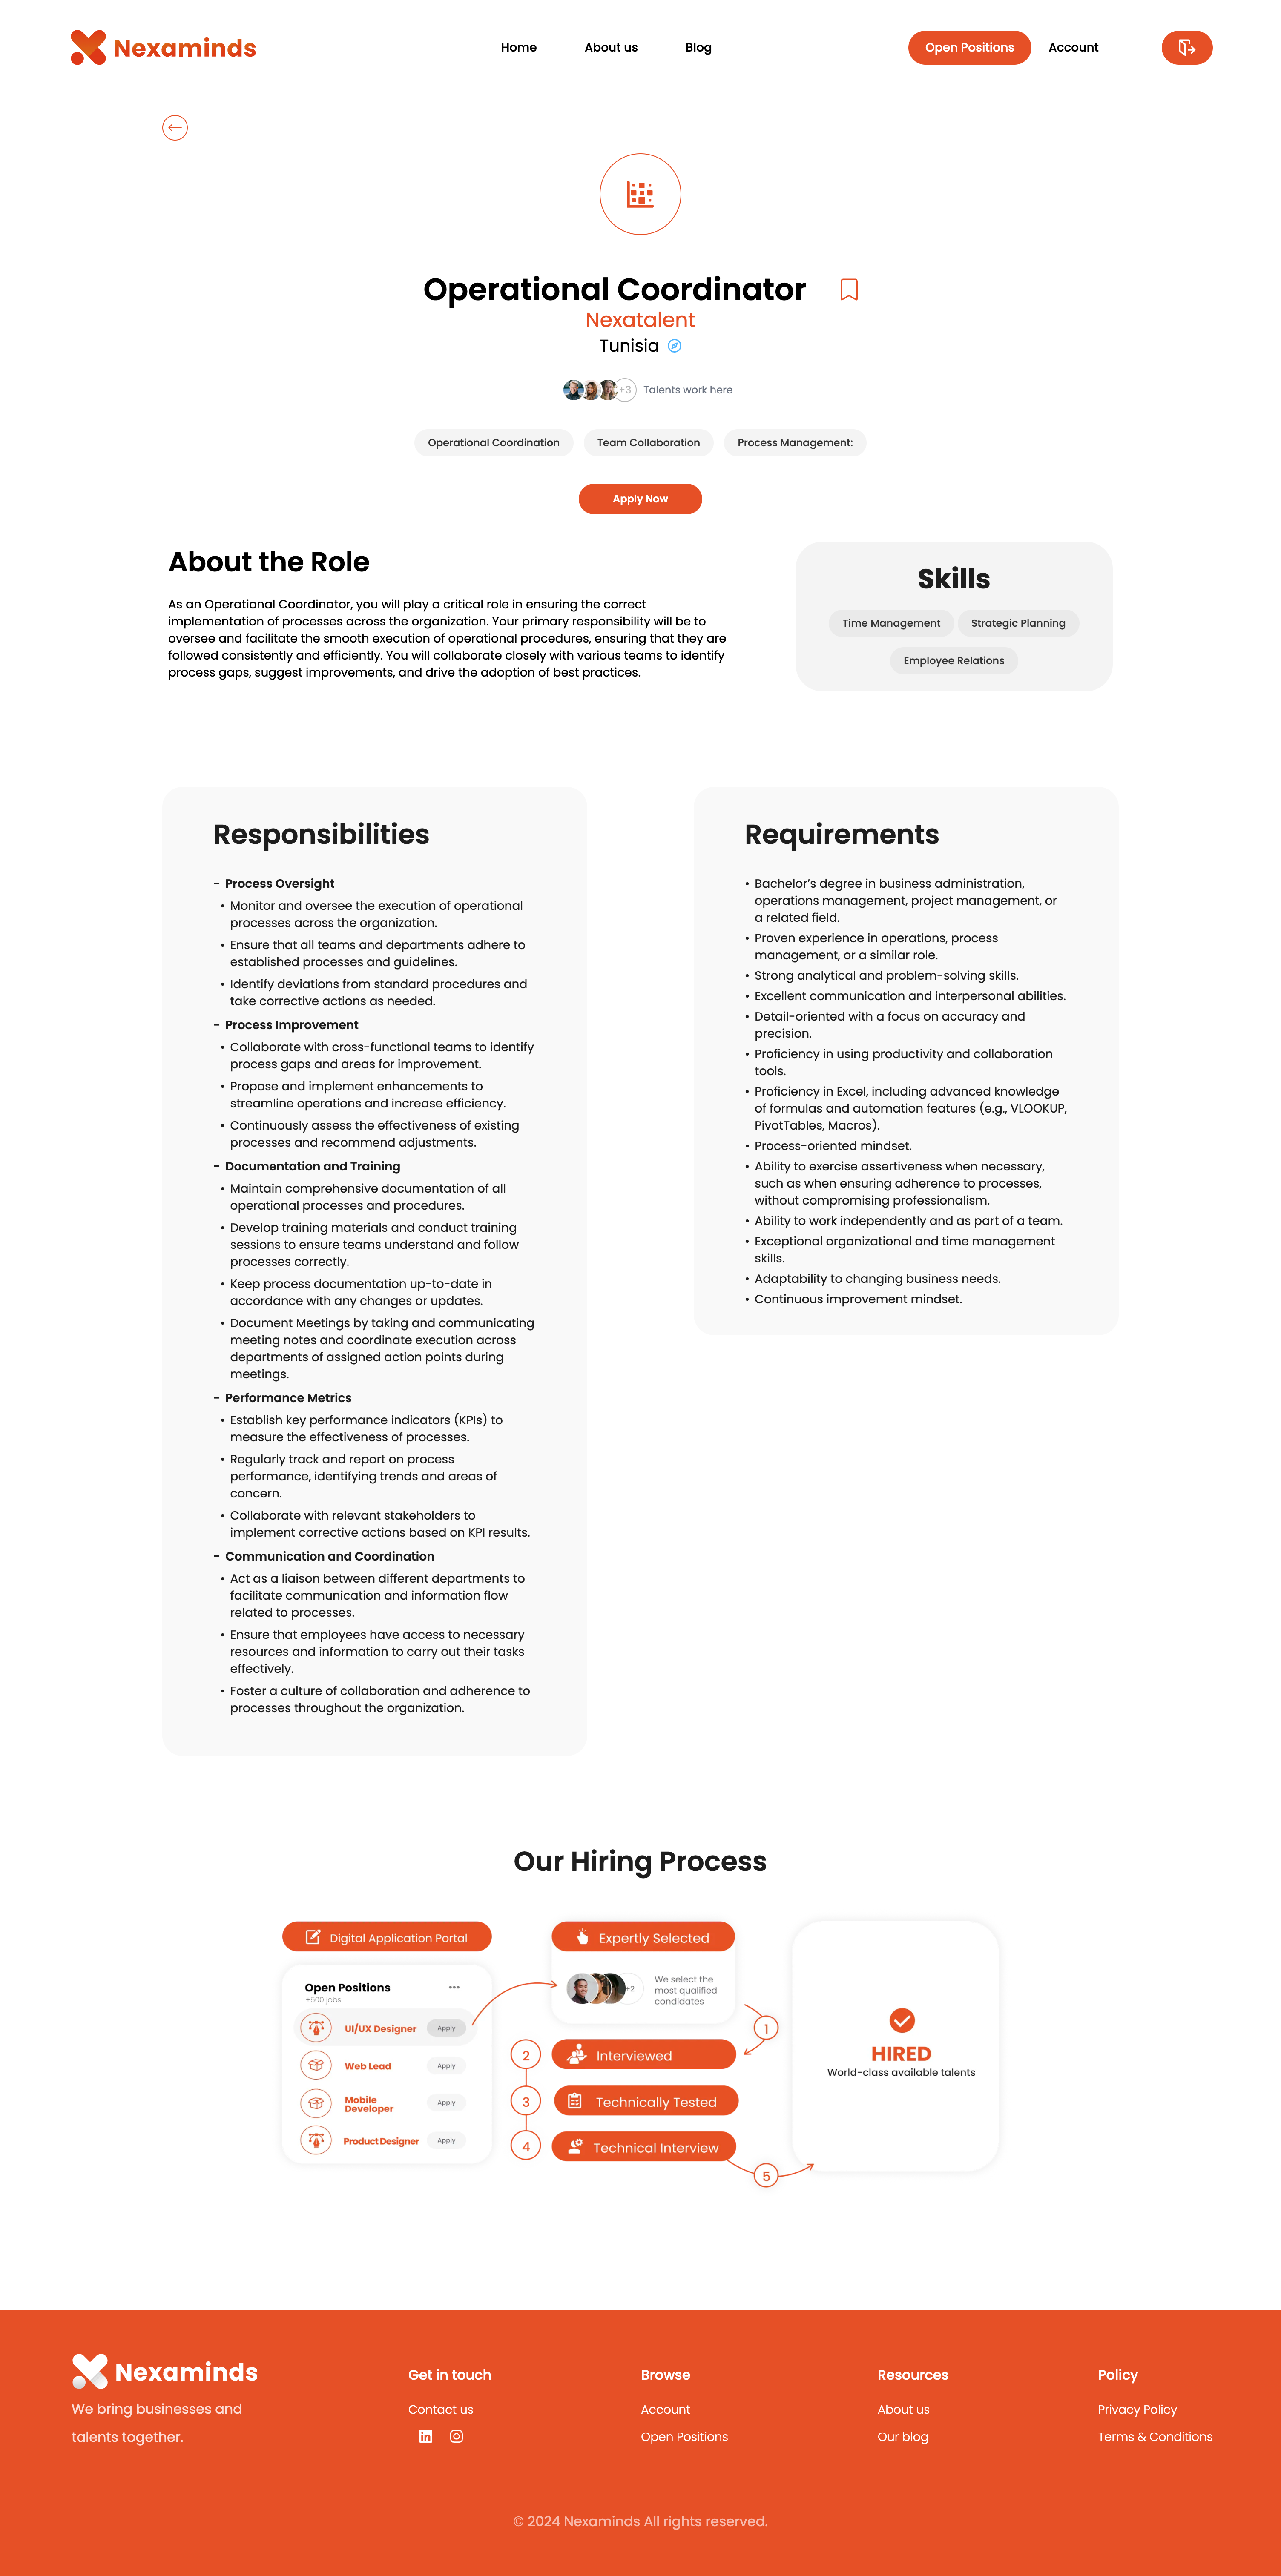 Nexaminds
Home
About us
Blog
Open Positions
Account
Operational Coordinator
Nexatalent
Tunisia
+3
Talents work here
Operational Coordination
Team Collaboration
Process Management:
Apply Now
About the Role
As an Operational Coordinator, you will play a critical role in ensuring the correct
implementation of processes across the organization. Your primary responsibility will be to
oversee and facilitate the smooth execution of operational procedures, ensuring that they are
followed consistently and efficiently. You will collaborate closely with various teams to identify
process gaps, suggest improvements, and drive the adoption of best practices.
Skills
Time Management
Strategic Planning
Employee Relations
Responsibilities
- Process Oversight
• Monitor and oversee the execution of operational
processes across the organization.
• Ensure that all teams and departments adhere to
established processes and guidelines.
• Identify deviations from standard procedures and
take corrective actions as needed.
- Process Improvement
• Collaborate with cross-functional teams to identify
process gaps and areas for improvement.
• Propose and implement enhancements to
streamline operations and increase efficiency.
• Continuously assess the effectiveness of existing
processes and recommend adjustments.
- Documentation and Training
• Maintain comprehensive documentation of all
operational processes and procedures.
• Develop training materials and conduct training
sessions to ensure teams understand and follow
processes correctly.
• Keep process documentation up-to-date in
accordance with any changes or updates.
• Document Meetings by taking and communicating
meeting notes and coordinate execution across
departments of assigned action points during
meetings.
- Performance Metrics
• Establish key performance indicators (KPIs) to
measure the effectiveness of processes.
• Regularly track and report on process
performance, identifying trends and areas of
concern.
• Collaborate with relevant stakeholders to
implement corrective actions based on KPI results.
- Communication and Coordination
• Act as a liaison between different departments to
facilitate communication and information flow
related to processes.
• Ensure that employees have access to necessary
resources and information to carry out their tasks
effectively.
• Foster a culture of collaboration and adherence to
processes throughout the organization.
Requirements
• Bachelor's degree in business administration,
operations management, project management, or
a related field.
• Proven experience in operations, process
management, or a similar role.
• Strong analytical and problem-solving skills.
• Excellent communication and interpersonal abilities.
• Detail-oriented with a focus on accuracy and
precision.
• Proficiency in using productivity and collaboration
tools.
• Proficiency in Excel, including advanced knowledge
of formulas and automation features (e.g., VLOOKUP,
PivotTables, Macros).
• Process-oriented mindset.
• Ability to exercise assertiveness when necessary,
such as when ensuring adherence to processes,
without compromising professionalism.
• Ability to work independently and as part of a team.
• Exceptional organizational and time management
skills.
• Adaptability to changing business needs.
• Continuous improvement mindset.
Our Hiring Process
Digital Application Portal
Open Positions
+500 jobs
UI/UX Designer
Apply
Web Lead
Apply
Mobile
Developer
Apply
Product Designer
Apply
Expertly Selected
+2
We select the
most qualified
candidates
1
2
Interviewed
3
Technically Tested
4
Technical Interview
5
HIRED
World-class available talents
Nexaminds
We bring businesses and
talents together.
Get in touch
Contact us
Browse
Account
Open Positions
Resources
About us
Our blog
Policy
Privacy Policy
Terms & Conditions
© 2024 Nexaminds All rights reserved.